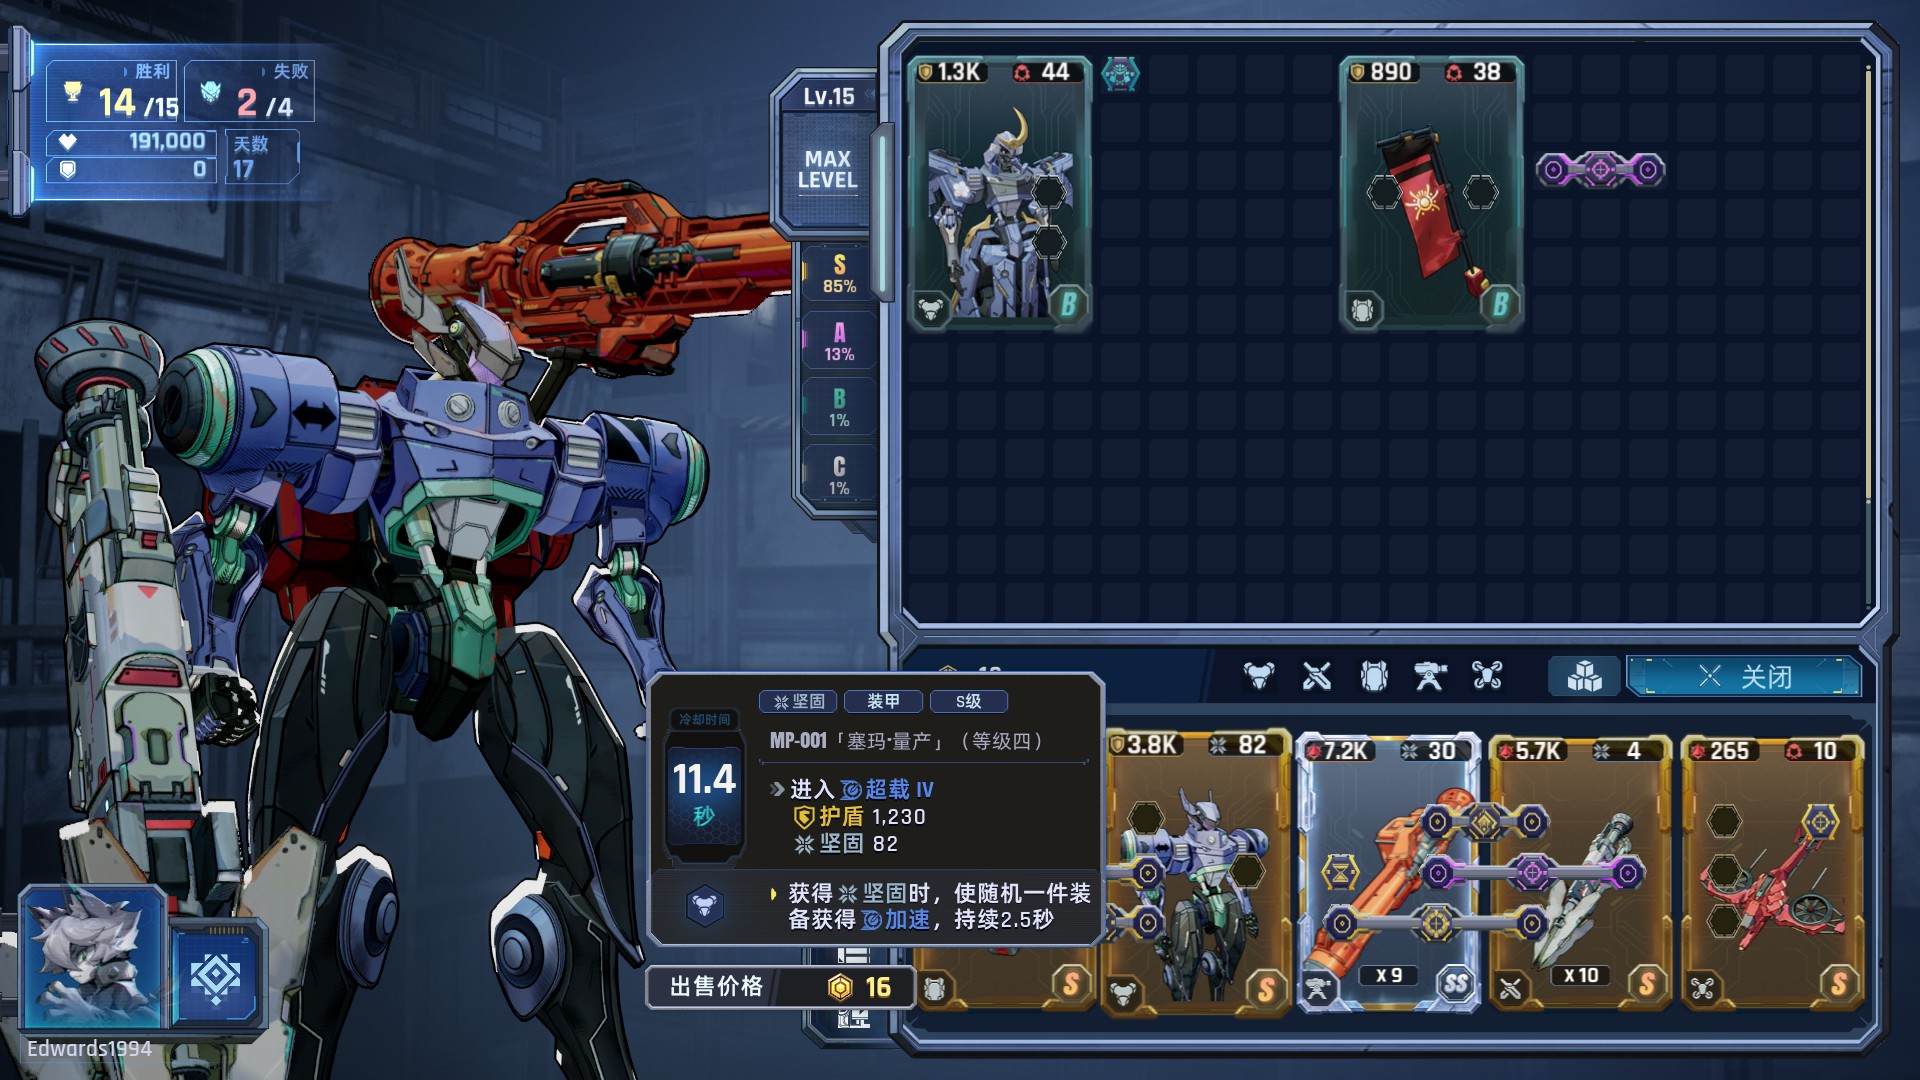 胜利
14 /15
失败
2 /4
191,000
0
天数
17
Lv.15
MAX
LEVEL
S
85%
A
13%
B
1%
C
1%
1.3K
44
B
890
38
B
关闭
坚固
装甲
S级
冷却时间
11.4
秒
MP-001「塞玛·量产」（等级四）
进入 超载 IV
护盾 1,230
坚固 82
获得 坚固时，使随机一件装
备获得 加速，持续2.5秒
出售价格
16
S
3.8K
82
S
7.2K
30
x 9
SS
5.7K
4
x 10
S
265
10
S
Edwards1994